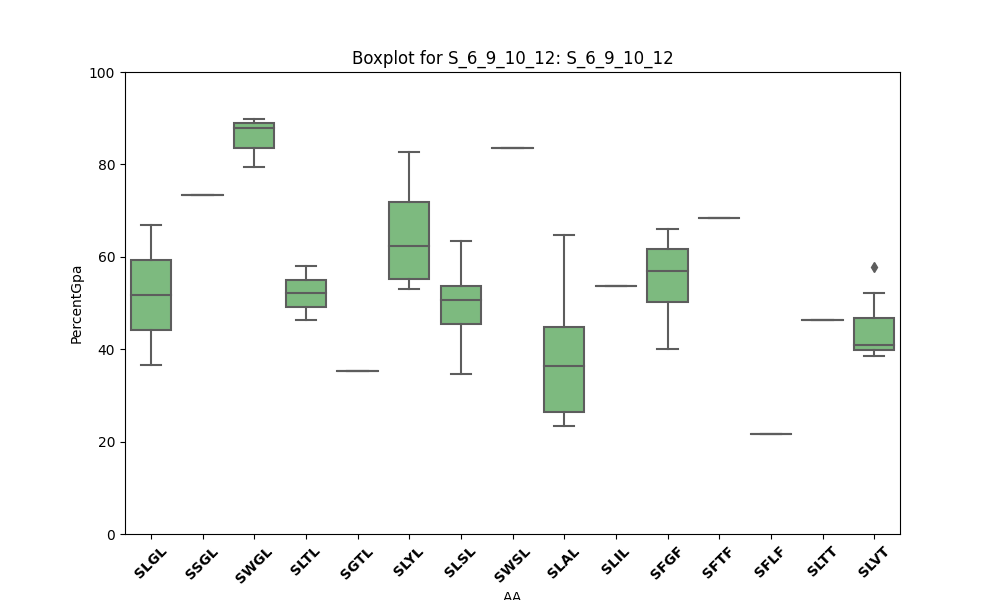 Boxplot for S_6_9_10_12: S_6_9_10_12
100
80
60
40
20
0
PercentGpa
SLGL
SSGL
SWGL
SLTL
SGTL
SLYL
SLSL
SWSL
SLAL
SLIL
SFGF
SFTF
SFLF
SLTT
SLVT
AA